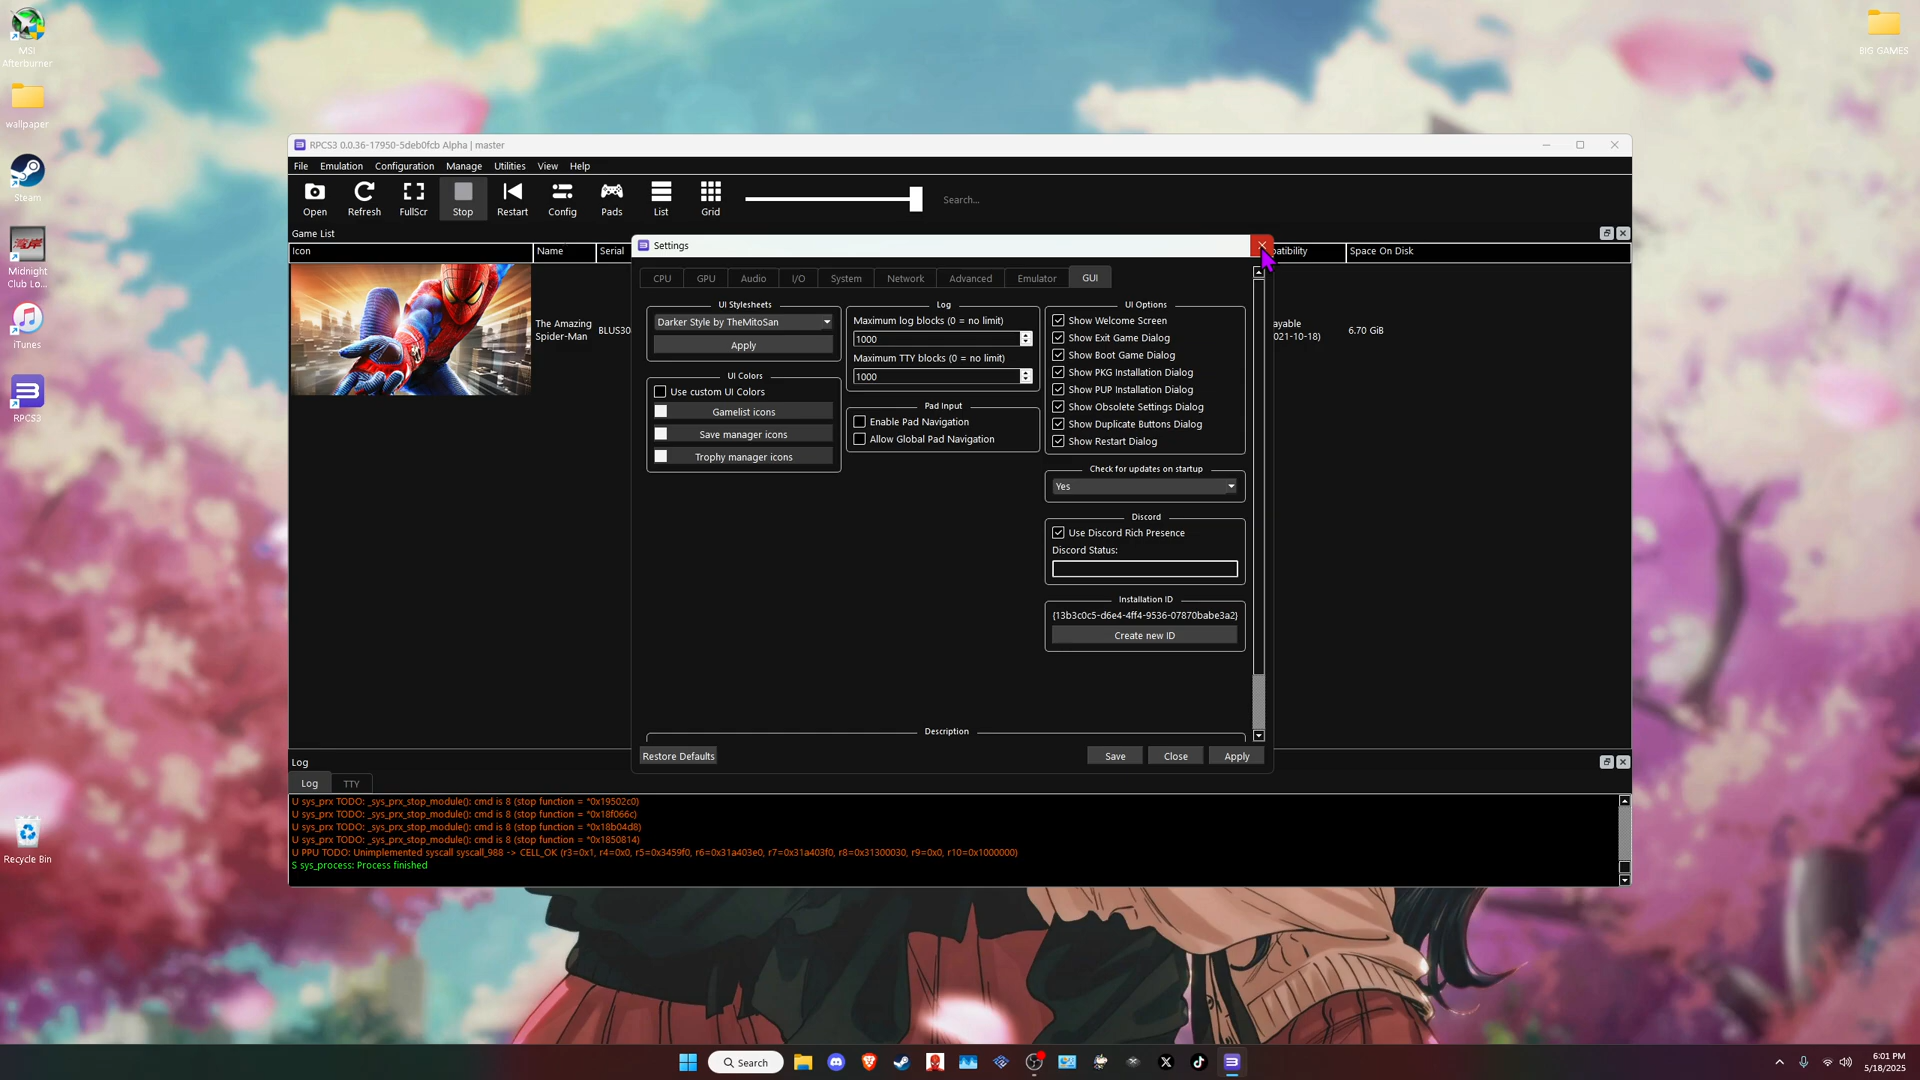 MSI
Afterburner
BIG GAMES
wallpaper
Steam
Midnight
Club Lo...
iTunes
RPCS3
Recycle Bin
RPCS3 0.0.36-17950-5deb0fcb Alpha | master
File Emulation Configuration Manage Utilities View Help
Open Refresh FullScr Stop Restart Config Pads List Grid Search...
Game List
Icon Name Serial patibility Space On Disk
The Amazing
Spider-Man
BLUS30
ayable
021-10-18)
6.70 GiB
Settings
CPU GPU Audio I/O System Network Advanced Emulator GUI
UI Stylesheets
Darker Style by TheMitoSan
Apply
UI Colors
Use custom UI Colors
Gamelist icons
Save manager icons
Trophy manager icons
Log
Maximum log blocks (0 = no limit)
1000
Maximum TTY blocks (0 = no limit)
1000
Pad Input
Enable Pad Navigation
Allow Global Pad Navigation
UI Options
Show Welcome Screen
Show Exit Game Dialog
Show Boot Game Dialog
Show PKG Installation Dialog
Show PUP Installation Dialog
Show Obsolete Settings Dialog
Show Duplicate Buttons Dialog
Show Restart Dialog
Check for updates on startup
Yes
Discord
Use Discord Rich Presence
Discord Status:
Installation ID
{13b3c0c5-d6e4-4ff4-9536-07870babe3a2}
Create new ID
Description
Restore Defaults Save Close Apply
Log
Log TTY
U sys_prx TODO: _sys_prx_stop_module(): cmd is 8 (stop function = *0x19502c0)
U sys_prx TODO: _sys_prx_stop_module(): cmd is 8 (stop function = *0x18f066c)
U sys_prx TODO: _sys_prx_stop_module(): cmd is 8 (stop function = *0x18b04d8)
U sys_prx TODO: _sys_prx_stop_module(): cmd is 8 (stop function = *0x1850814)
U PPU TODO: Unimplemented syscall syscall_988 -> CELL_OK (r3=0x1, r4=0x0, r5=0x3459f0, r6=0x31a403e0, r7=0x31a403f0, r8=0x31300030, r9=0x0, r10=0x1000000)
S sys_process: Process finished
Search
6:01 PM
5/18/2025